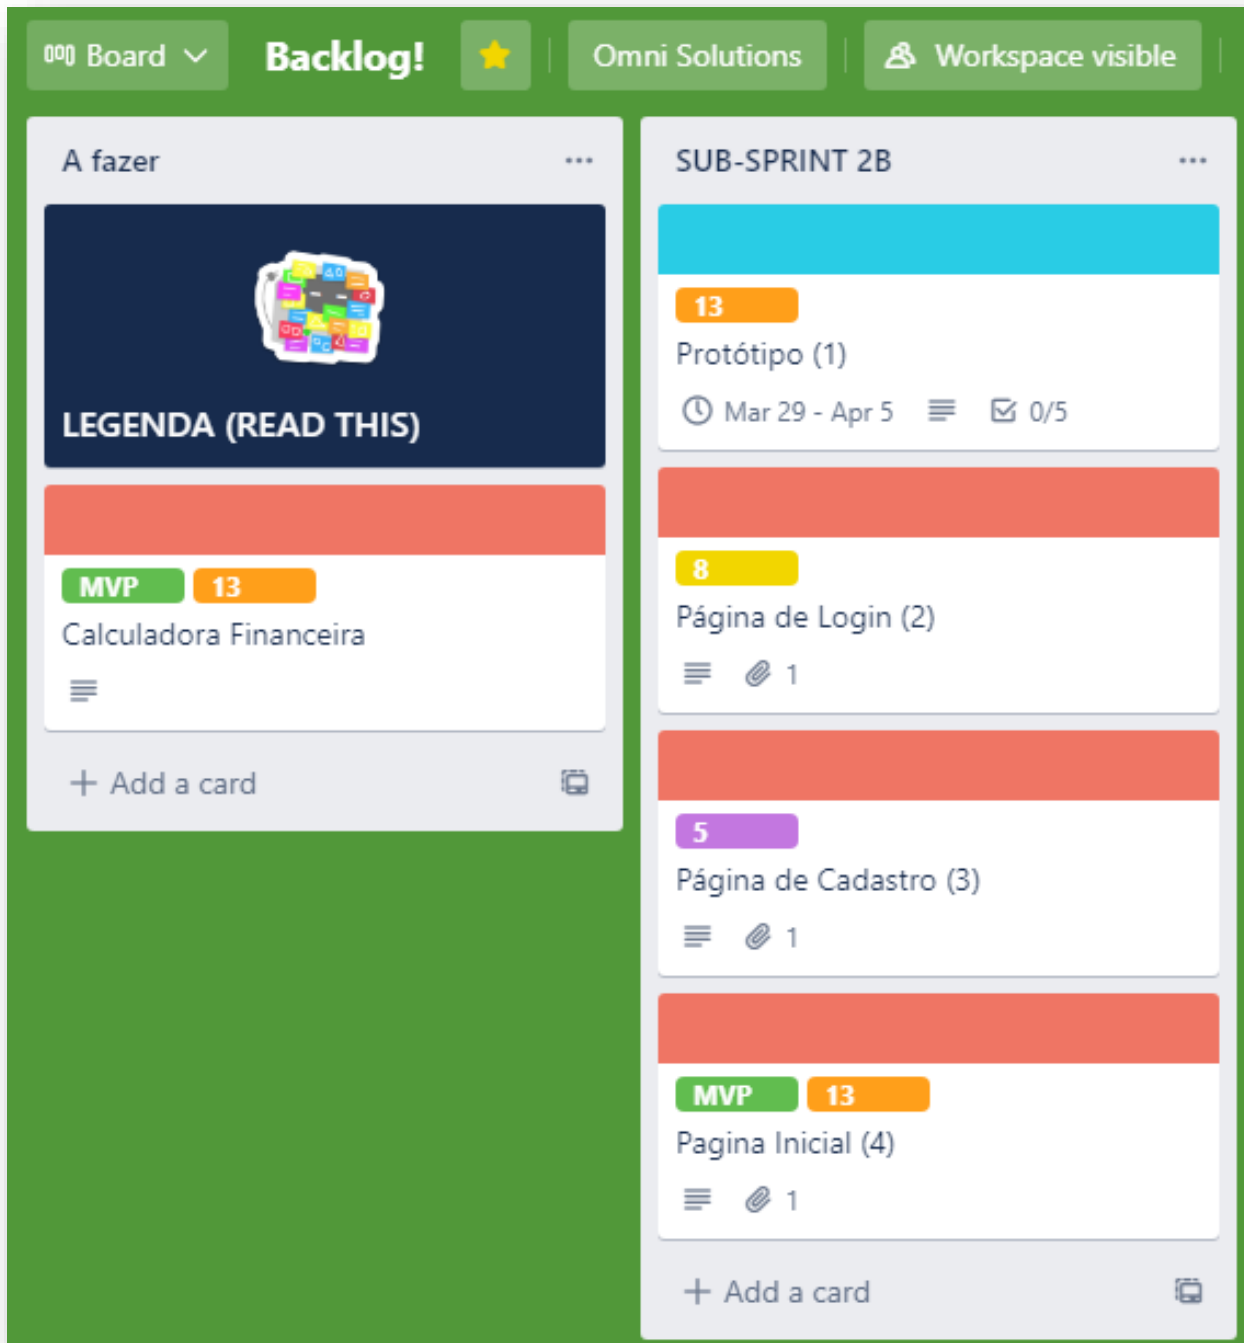 Board Backlog! Omni Solutions Workspace visible
A fazer
LEGENDA (READ THIS)
MVP 13
Calculadora Financeira
Add a card
SUB-SPRINT 2B
13
Protótipo (1)
Mar 29 - Apr 5 0/5
8
Página de Login (2)
1
5
Página de Cadastro (3)
1
MVP 13
Pagina Inicial (4)
1
Add a card